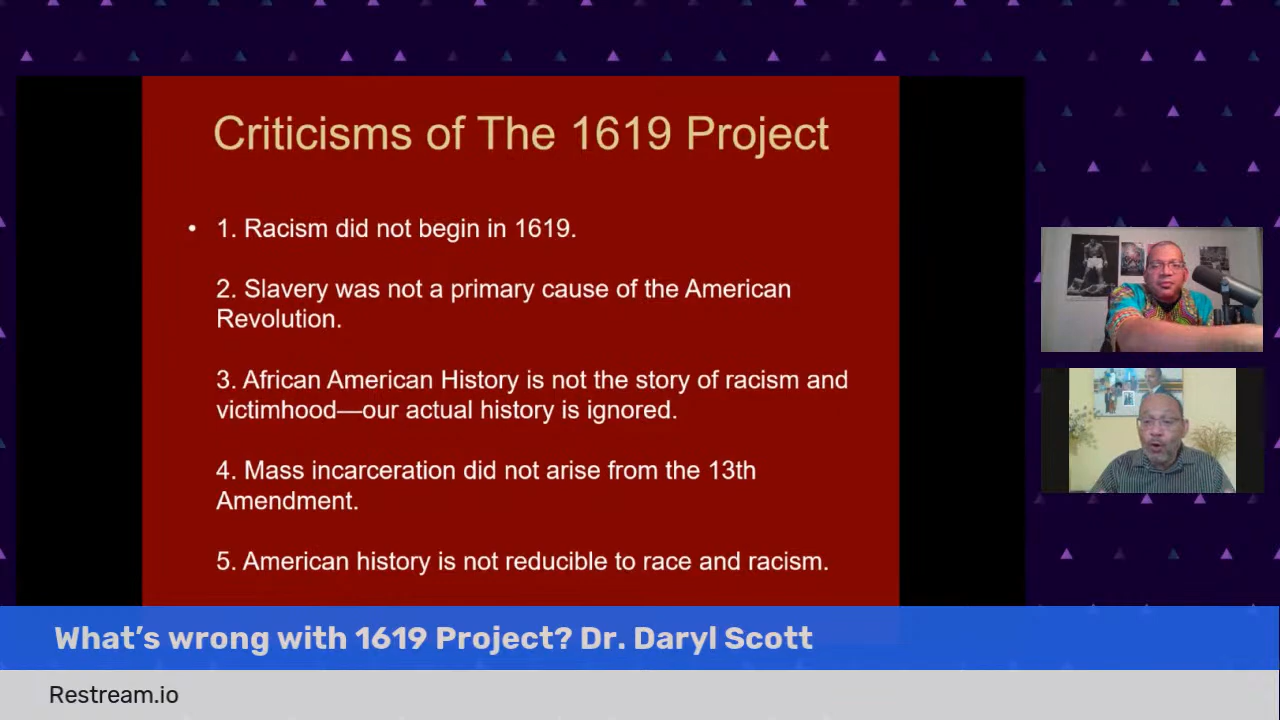 Criticisms of The 1619 Project
• 1. Racism did not begin in 1619.
2. Slavery was not a primary cause of the American
Revolution.
3. African American History is not the story of racism and
victimhood—our actual history is ignored.
4. Mass incarceration did not arise from the 13th
Amendment.
5. American history is not reducible to race and racism.
What's wrong with 1619 Project? Dr. Daryl Scott
Restream.io